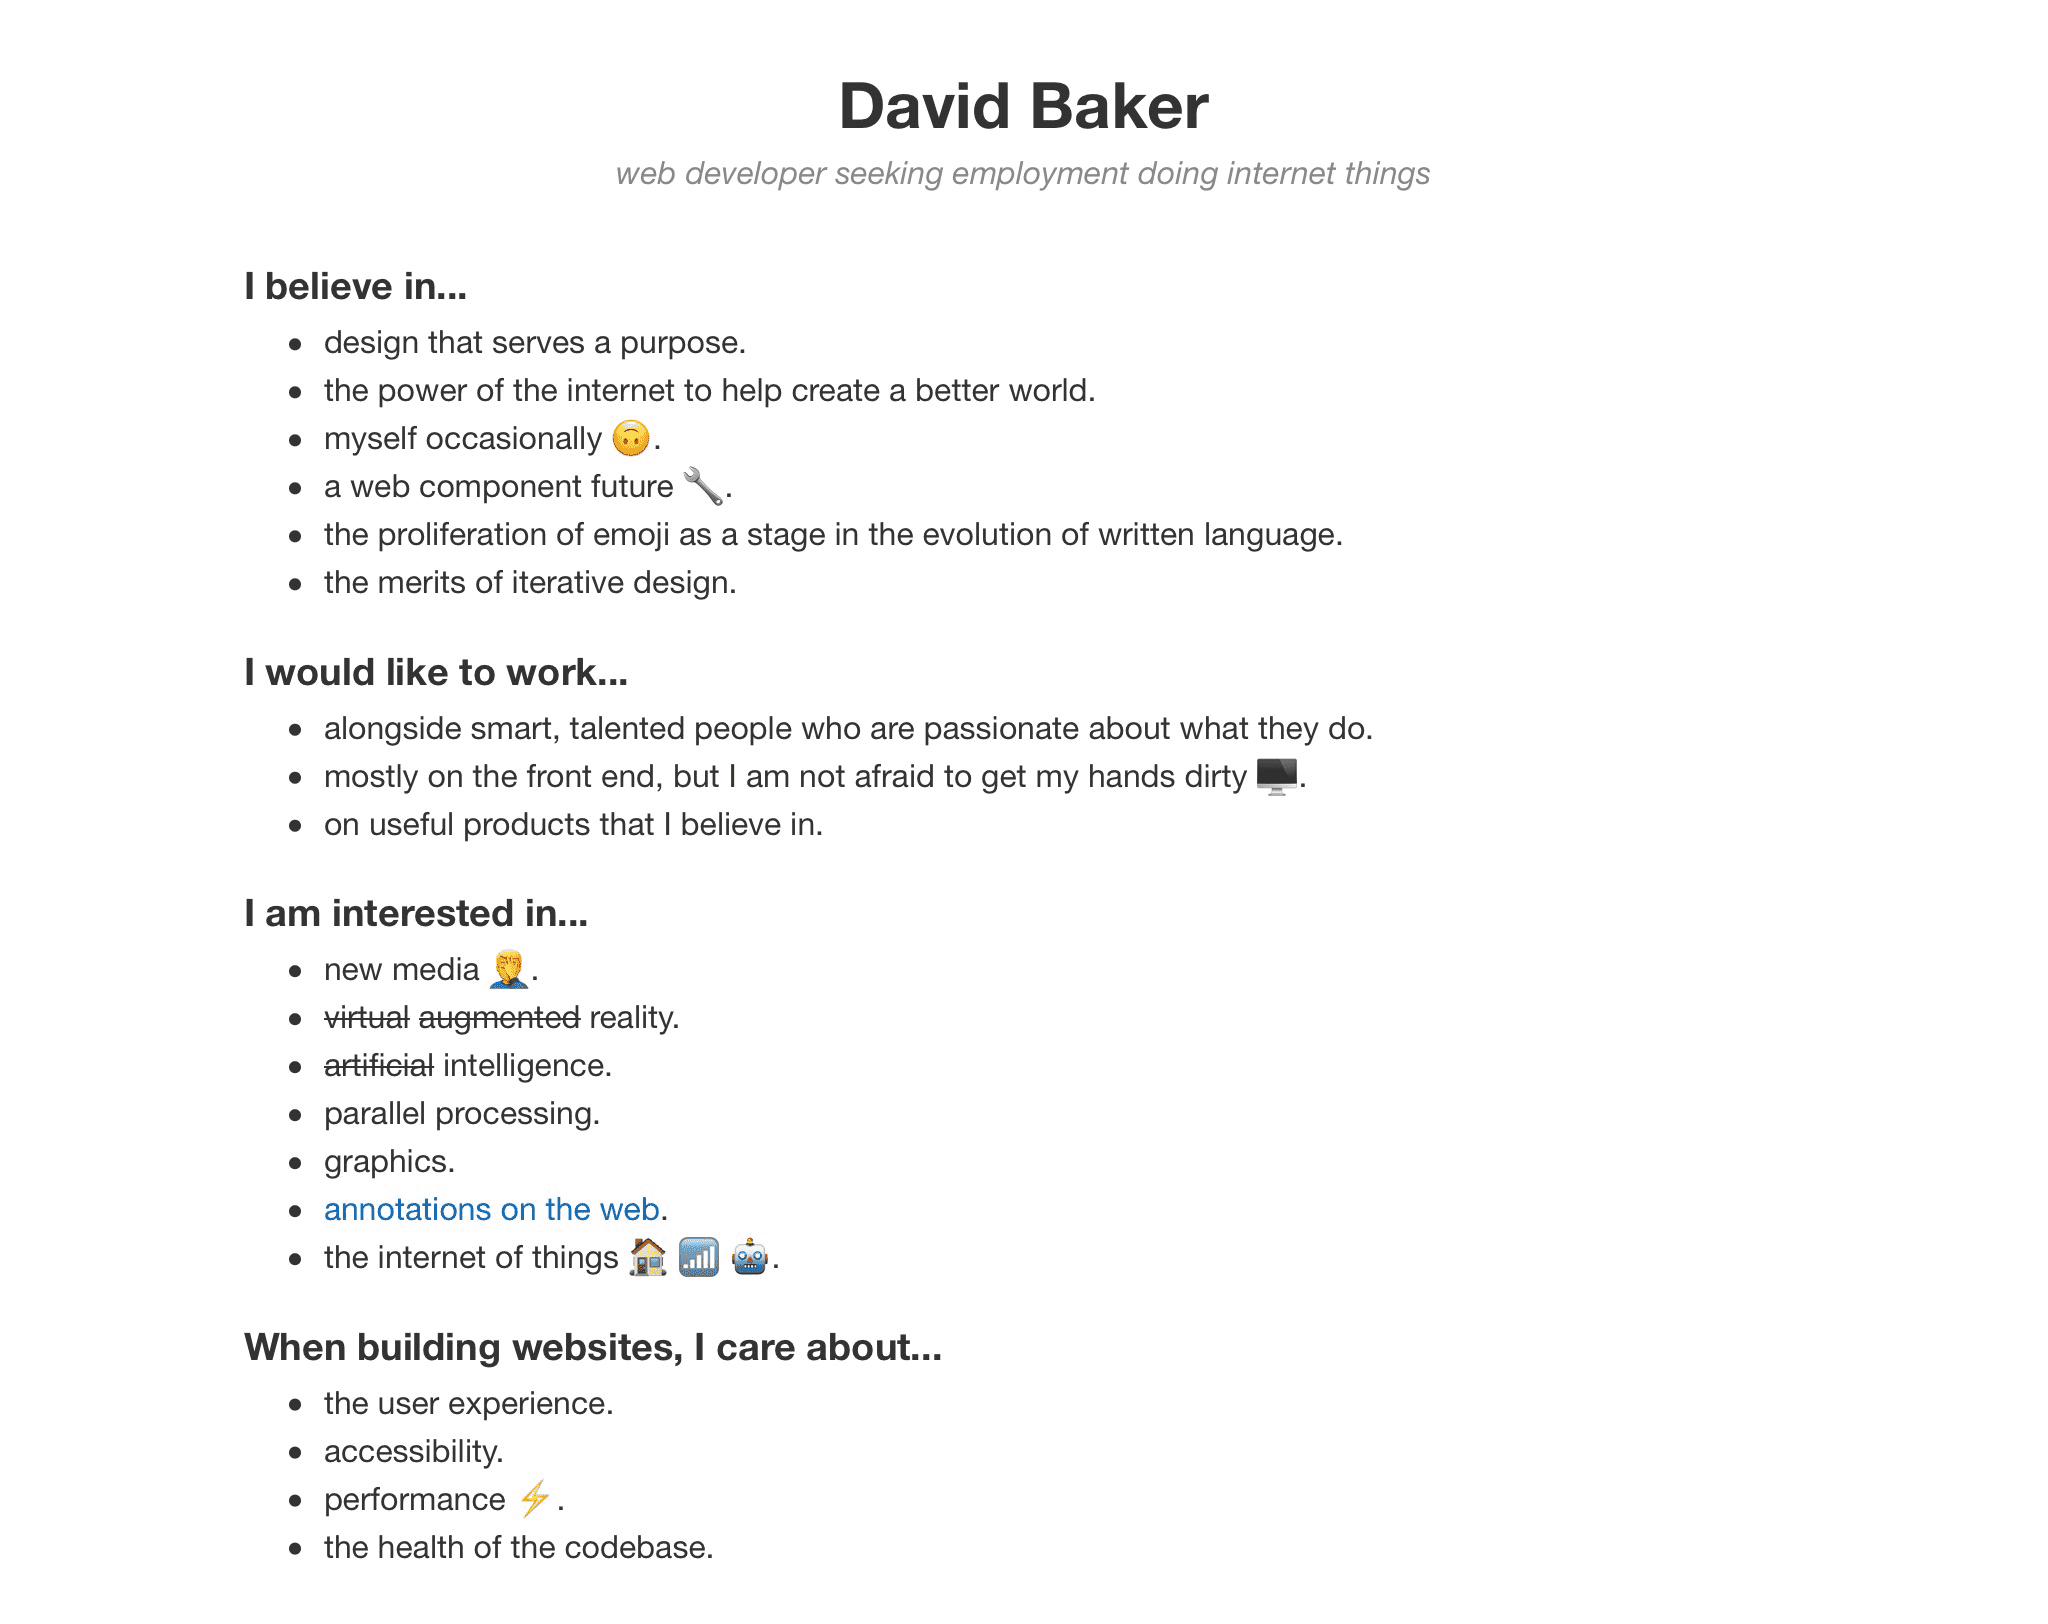 David Baker
web developer seeking employment doing internet things
I believe in...
• design that serves a purpose.
• the power of the internet to help create a better world.
• myself occasionally 🙃.
• a web component future 🔧.
• the proliferation of emoji as a stage in the evolution of written language.
• the merits of iterative design.
I would like to work...
• alongside smart, talented people who are passionate about what they do.
• mostly on the front end, but I am not afraid to get my hands dirty 🖥️.
• on useful products that I believe in.
I am interested in...
• new media 🤦‍♂️.
• virtual augmented reality.
• artificial intelligence.
• parallel processing.
• graphics.
• annotations on the web.
• the internet of things 🏠 📶 🤖.
When building websites, I care about...
• the user experience.
• accessibility.
• performance ⚡.
• the health of the codebase.